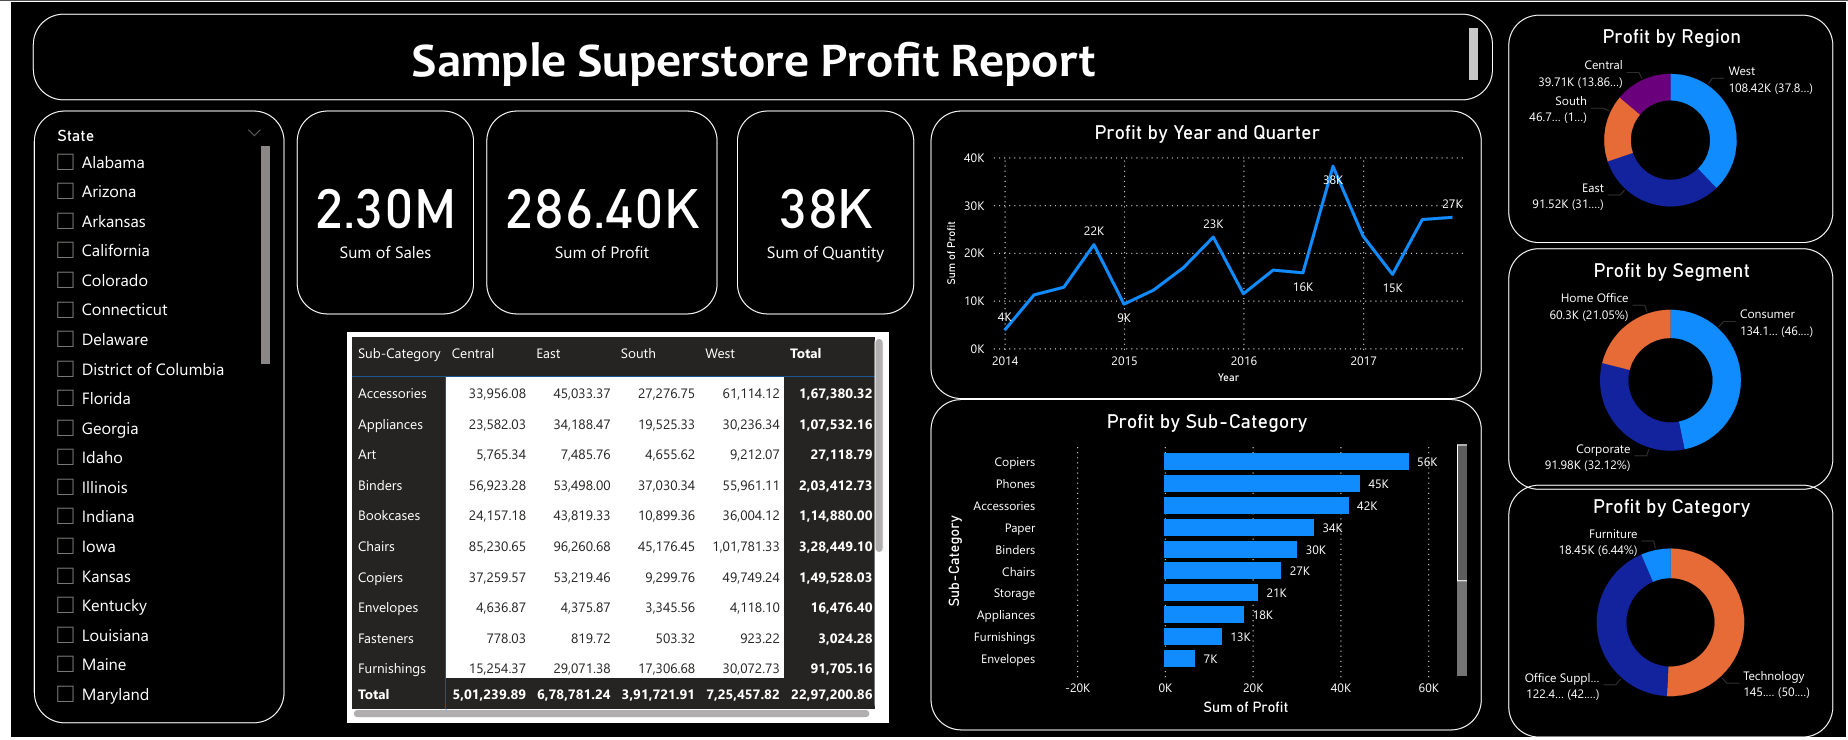 Sample Superstore Profit Report
State
Alabama
Arizona
Arkansas
California
Colorado
Connecticut
Delaware
District of Columbia
Florida
Georgia
Idaho
Illinois
Indiana
Iowa
Kansas
Kentucky
Louisiana
Maine
Maryland
2.30M
Sum of Sales
286.40K
Sum of Profit
38K
Sum of Quantity
Sub-Category Central East South West Total
Accessories 33,956.08 45,033.37 27,276.75 61,114.12 1,67,380.32
Appliances 23,582.03 34,188.47 19,525.33 30,236.34 1,07,532.16
Art 5,765.34 7,485.76 4,655.62 9,212.07 27,118.79
Binders 56,923.28 53,498.00 37,030.34 55,961.11 2,03,412.73
Bookcases 24,157.18 43,819.33 10,899.36 36,004.12 1,14,880.00
Chairs 85,230.65 96,260.68 45,176.45 1,01,781.33 3,28,449.10
Copiers 37,259.57 53,219.46 9,299.76 49,749.24 1,49,528.03
Envelopes 4,636.87 4,375.87 3,345.56 4,118.10 16,476.40
Fasteners 778.03 819.72 503.32 923.22 3,024.28
Furnishings 15,254.37 29,071.38 17,306.68 30,072.73 91,705.16
Total 5,01,239.89 6,78,781.24 3,91,721.91 7,25,457.82 22,97,200.86
Profit by Year and Quarter
Sum of Profit
40K
30K
20K
10K
0K
4K
22K
9K
23K
16K
38K
15K
27K
2014 2015 2016 2017
Year
Profit by Sub-Category
Sub-Category
Copiers 56K
Phones 45K
Accessories 42K
Paper 34K
Binders 30K
Chairs 27K
Storage 21K
Appliances 18K
Furnishings 13K
Envelopes 7K
-20K 0K 20K 40K 60K
Sum of Profit
Profit by Region
Central
39.71K (13.86...)
West
108.42K (37.8...)
South
46.7... (1...)
East
91.52K (31....)
Profit by Segment
Home Office
60.3K (21.05%)
Consumer
134.1... (46....)
Corporate
91.98K (32.12%)
Profit by Category
Furniture
18.45K (6.44%)
Office Suppl...
122.4... (42....)
Technology
145.... (50....)